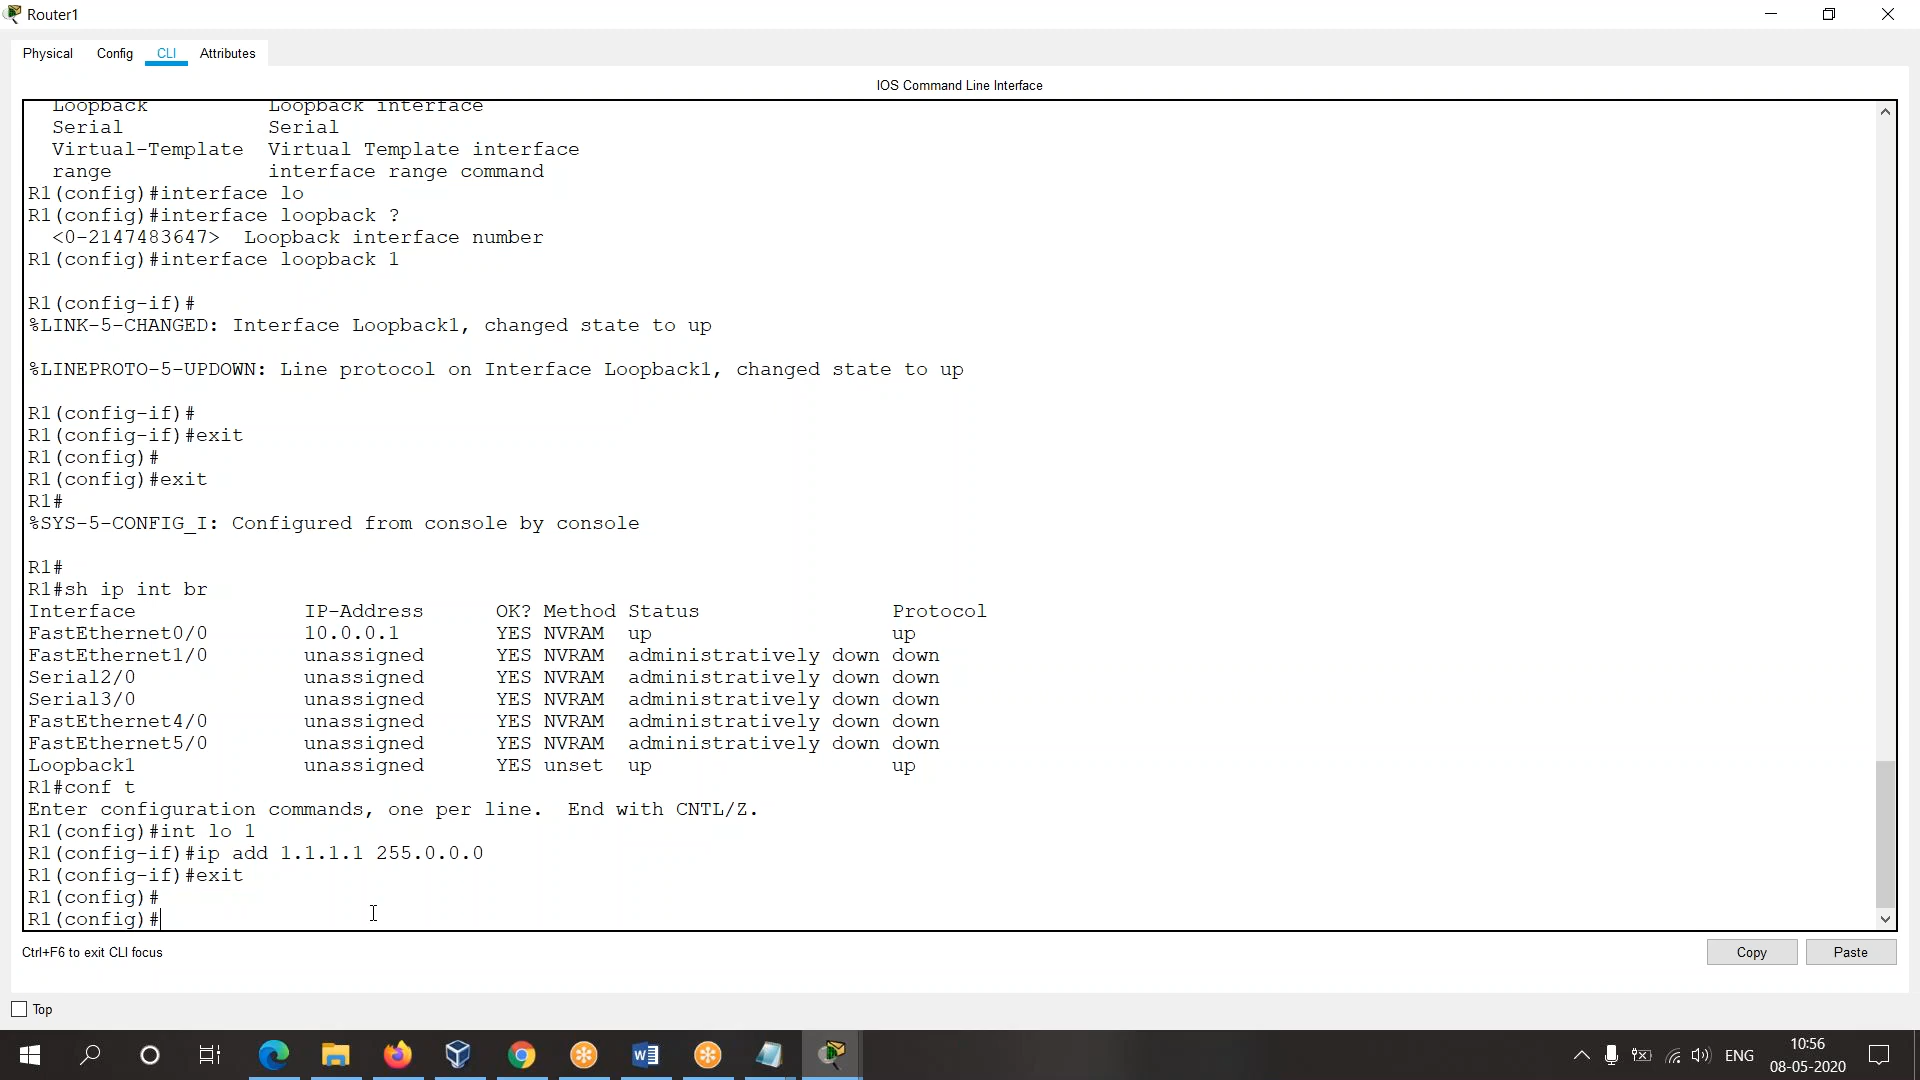 Router1
Physical Config CLI Attributes
IOS Command Line Interface
Loopback Loopback interface
Serial Serial
Virtual-Template Virtual Template interface
range interface range command
R1(config)#interface lo
R1(config)#interface loopback ?
<0-2147483647> Loopback interface number
R1(config)#interface loopback 1
R1(config-if)#
%LINK-5-CHANGED: Interface Loopback1, changed state to up
%LINEPROTO-5-UPDOWN: Line protocol on Interface Loopback1, changed state to up
R1(config-if)#
R1(config-if)#exit
R1(config)#
R1(config)#exit
R1#
%SYS-5-CONFIG_I: Configured from console by console
R1#
R1#sh ip int br
Interface IP-Address OK? Method Status Protocol
FastEthernet0/0 10.0.0.1 YES NVRAM up up
FastEthernet1/0 unassigned YES NVRAM administratively down down
Serial2/0 unassigned YES NVRAM administratively down down
Serial3/0 unassigned YES NVRAM administratively down down
FastEthernet4/0 unassigned YES NVRAM administratively down down
FastEthernet5/0 unassigned YES NVRAM administratively down down
Loopback1 unassigned YES unset up up
R1#conf t
Enter configuration commands, one per line. End with CNTL/Z.
R1(config)#int lo 1
R1(config-if)#ip add 1.1.1.1 255.0.0.0
R1(config-if)#exit
R1(config)#
R1(config)#
Ctrl+F6 to exit CLI focus
Copy Paste
Top
ENG
10:56
08-05-2020